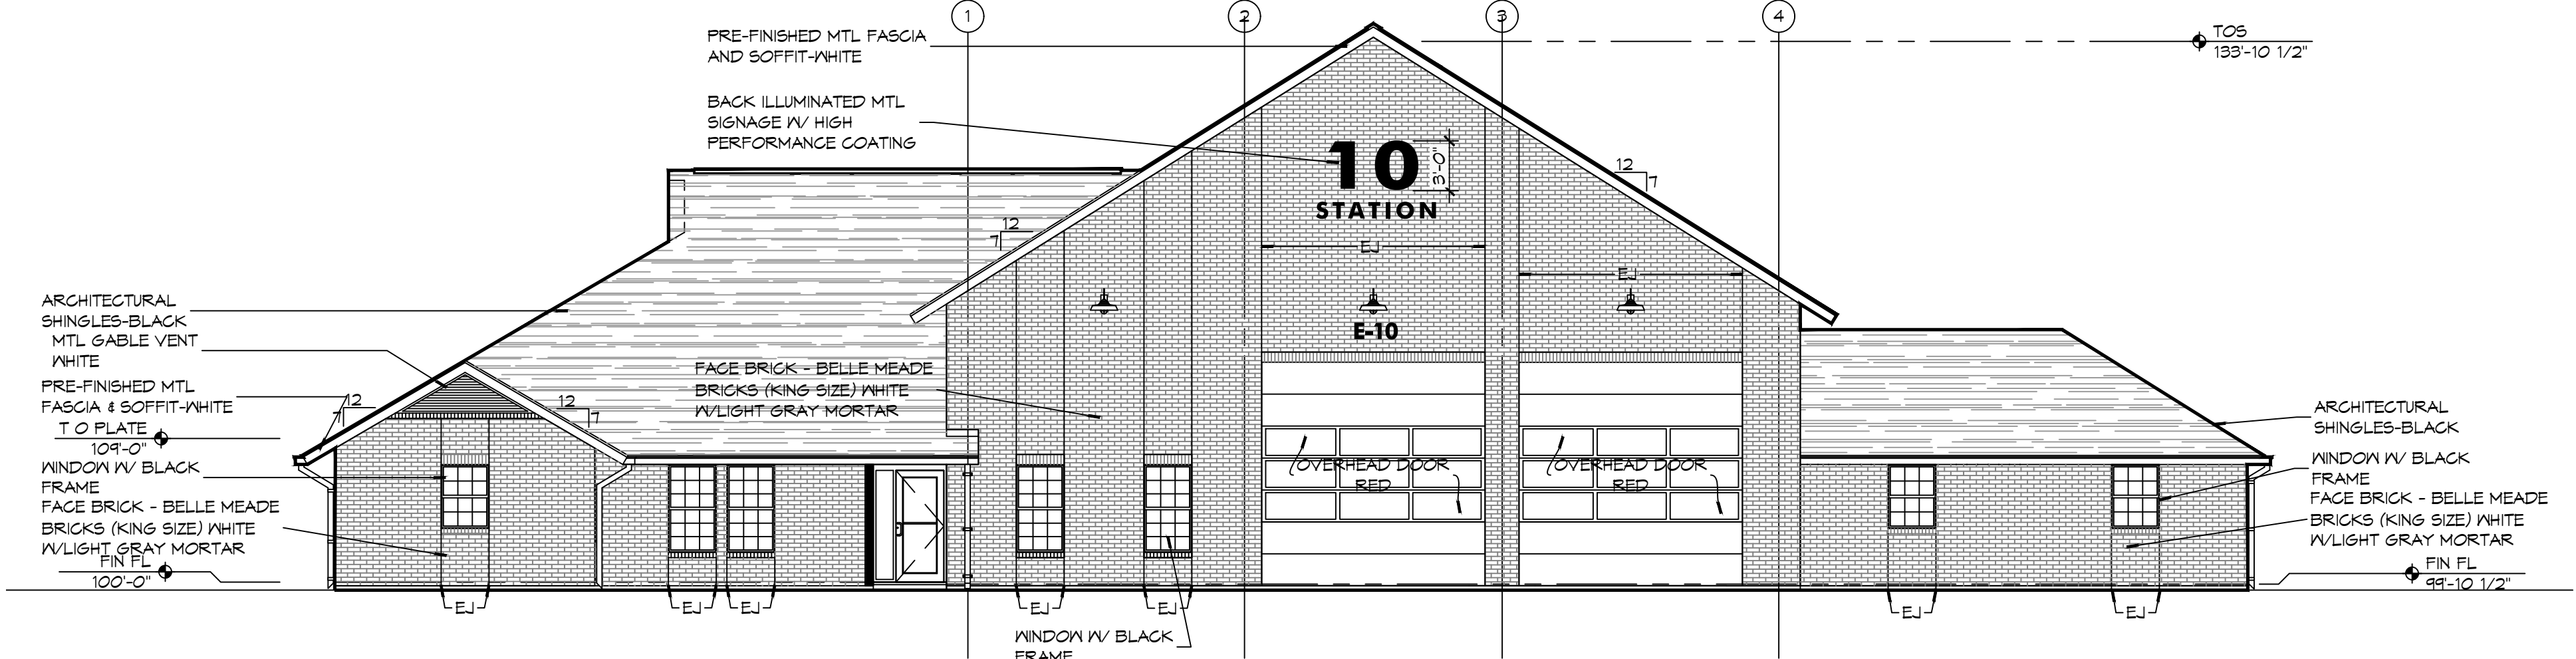 1
2
3
4
PRE-FINISHED MTL FASCIA
AND SOFFIT-WHITE
TOS
133'-10 1/2"
BACK ILLUMINATED MTL
SIGNAGE W/ HIGH
PERFORMANCE COATING
10
3'-0"
STATION
12
7
12
7
EJ
EJ
E-10
ARCHITECTURAL
SHINGLES-BLACK
MTL GABLE VENT
WHITE
PRE-FINISHED MTL
FASCIA & SOFFIT-WHITE
12
7
12
7
T O PLATE
109'-0"
WINDOW W/ BLACK
FRAME
FACE BRICK - BELLE MEADE
BRICKS (KING SIZE) WHITE
W/LIGHT GRAY MORTAR
FIN FL
100'-0"
FACE BRICK - BELLE MEADE
BRICKS (KING SIZE) WHITE
W/LIGHT GRAY MORTAR
OVERHEAD DOOR
RED
OVERHEAD DOOR
RED
ARCHITECTURAL
SHINGLES-BLACK
WINDOW W/ BLACK
FRAME
FACE BRICK - BELLE MEADE
BRICKS (KING SIZE) WHITE
W/LIGHT GRAY MORTAR
FIN FL
99'-10 1/2"
EJ
EJ
EJ
EJ
EJ
EJ
EJ
WINDOW W/ BLACK
FRAME